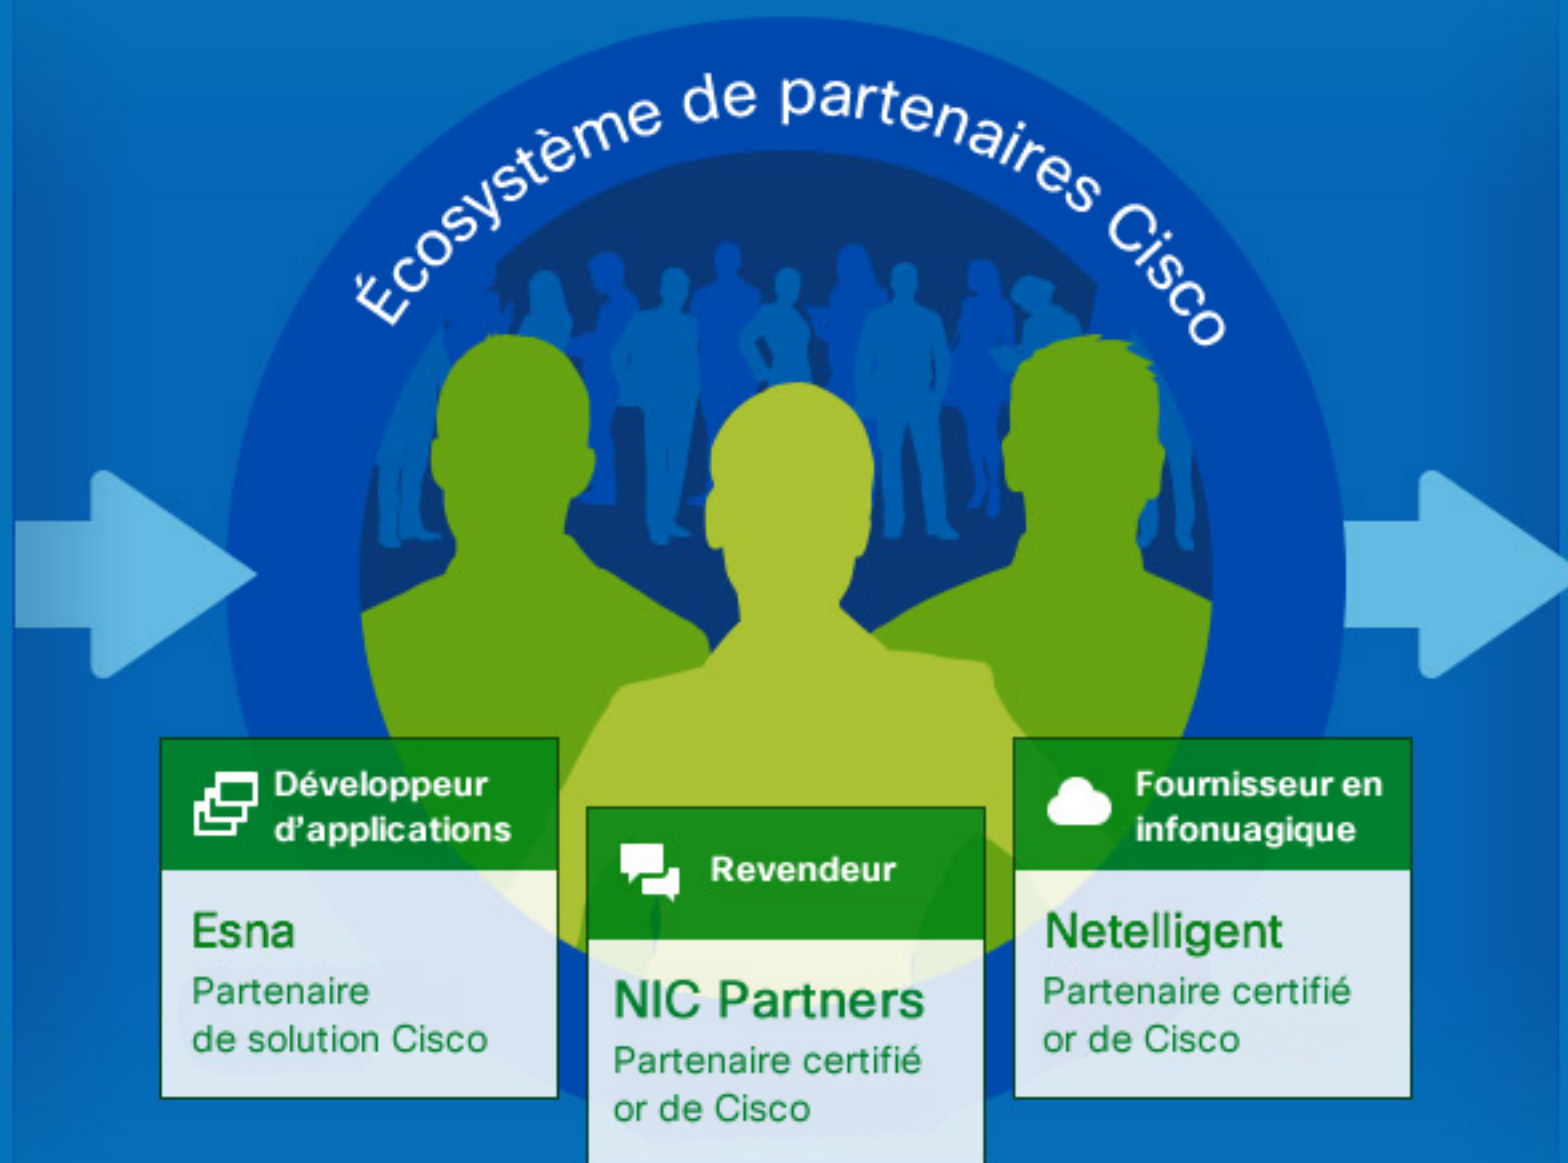 Écosystème de partenaires Cisco
Développeur
d’applications
Esna
Partenaire
de solution Cisco
Revendeur
NIC Partners
Partenaire certifié
or de Cisco
Fournisseur en
infonuagique
Netelligent
Partenaire certifié
or de Cisco